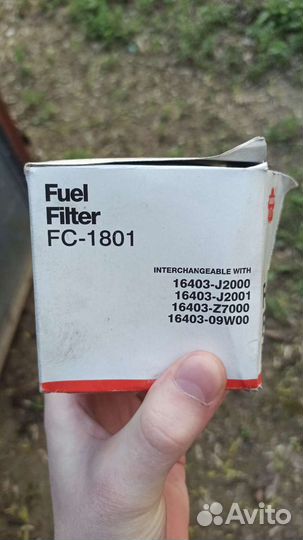 Fuel
Filter
FC-1801
INTERCHANGEABLE WITH
16403-J2000
16403-J2001
16403-Z7000
16403-09W00
Avito